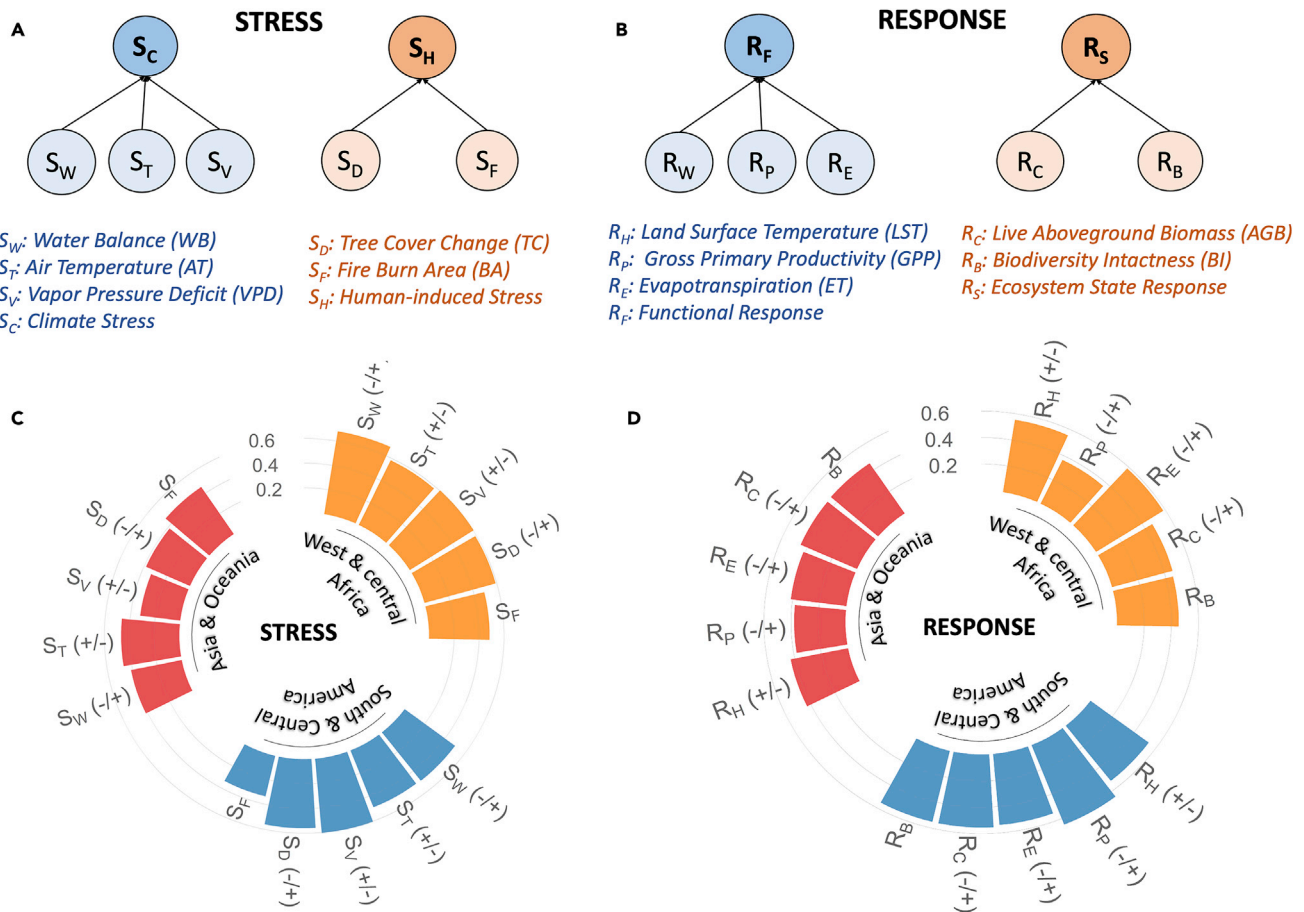 A
STRESS
S_C
S_H
S_W
S_T
S_V
S_D
S_F
S_W: Water Balance (WB)
S_T: Air Temperature (AT)
S_V: Vapor Pressure Deficit (VPD)
S_C: Climate Stress
S_D: Tree Cover Change (TC)
S_F: Fire Burn Area (BA)
S_H: Human-induced Stress
B
RESPONSE
R_F
R_S
R_W
R_P
R_E
R_C
R_B
R_H: Land Surface Temperature (LST)
R_P: Gross Primary Productivity (GPP)
R_E: Evapotranspiration (ET)
R_F: Functional Response
R_C: Live Aboveground Biomass (AGB)
R_B: Biodiversity Intactness (BI)
R_S: Ecosystem State Response
C
0.6
0.4
0.2
S_W (-/+)
S_T (+/-)
S_V (+/-)
S_D (-/+)
S_F
West & central
Africa
S_W (-/+)
S_T (+/-)
S_V (+/-)
S_D (-/+)
S_F
South & Central
America
S_W (-/+)
S_T (+/-)
S_V (+/-)
S_D (-/+)
S_F
Asia & Oceania
STRESS
D
0.6
0.4
0.2
R_H (+/-)
R_P (-/+)
R_E (-/+)
R_C (-/+)
R_B
West & central
Africa
R_H (+/-)
R_P (-/+)
R_E (-/+)
R_C (-/+)
R_B
South & Central
America
R_H (+/-)
R_P (-/+)
R_E (-/+)
R_C (-/+)
R_B
Asia & Oceania
RESPONSE